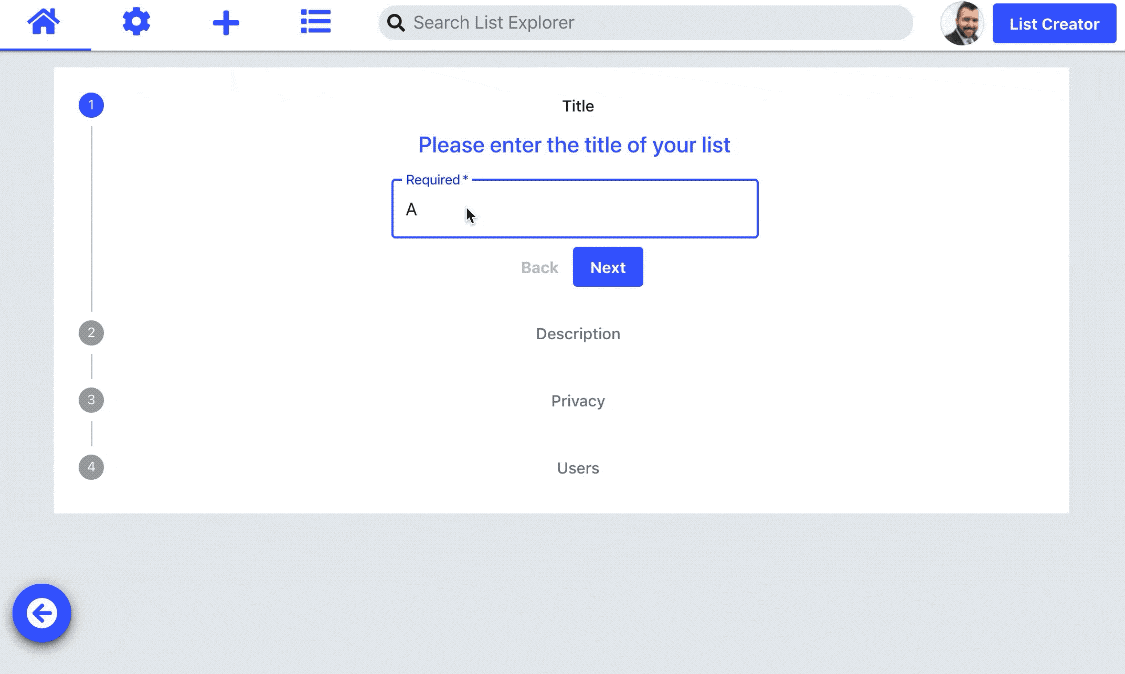 Search List Explorer
List Creator
1
Title
Please enter the title of your list
Required *
A
Back
Next
2
Description
3
Privacy
4
Users